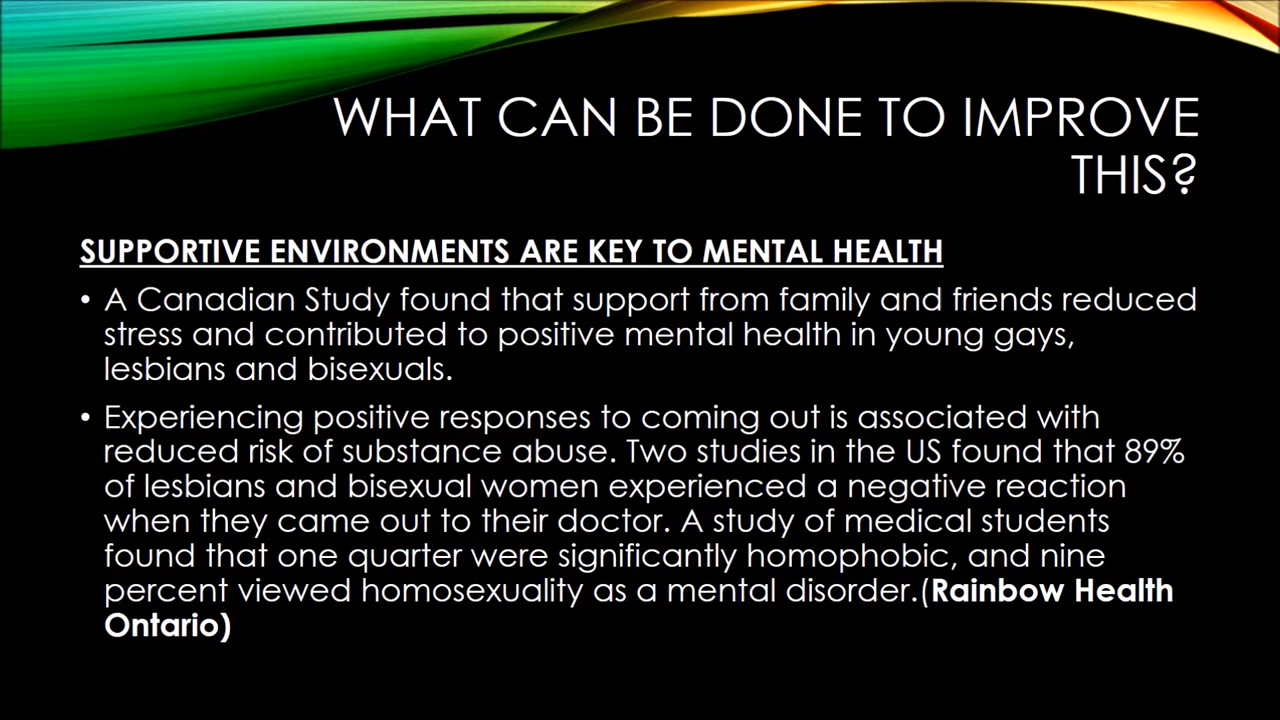 WHAT CAN BE DONE TO IMPROVE
THIS?
SUPPORTIVE ENVIRONMENTS ARE KEY TO MENTAL HEALTH
• A Canadian Study found that support from family and friends reduced
stress and contributed to positive mental health in young gays,
lesbians and bisexuals.
• Experiencing positive responses to coming out is associated with
reduced risk of substance abuse. Two studies in the US found that 89%
of lesbians and bisexual women experienced a negative reaction
when they came out to their doctor. A study of medical students
found that one quarter were significantly homophobic, and nine
percent viewed homosexuality as a mental disorder.(Rainbow Health
Ontario)